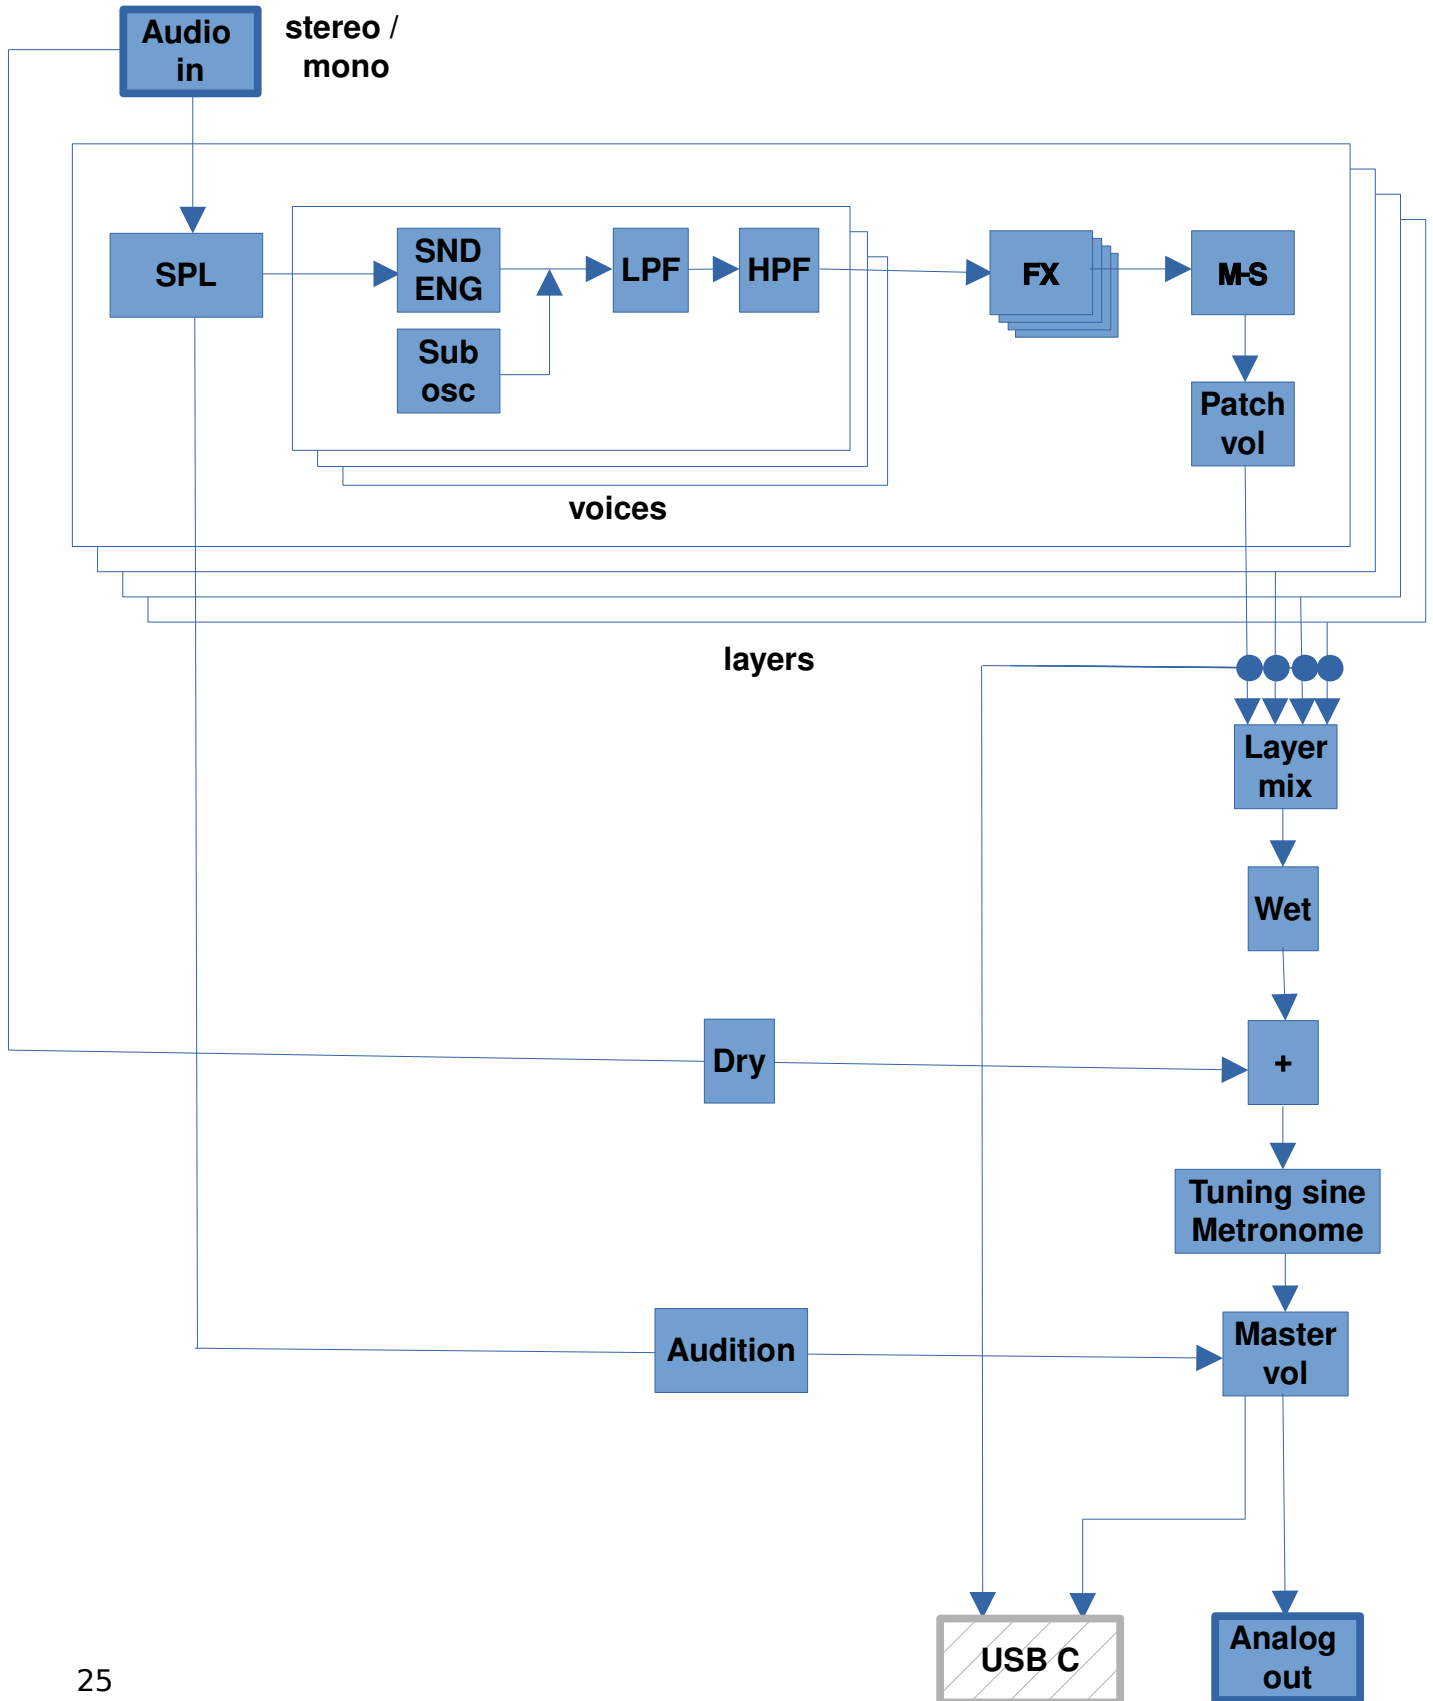 Audio
in
stereo /
mono
SPL
SND
ENG
Sub
osc
LPF
HPF
FX
M-S
Patch
vol
voices
layers
Layer
mix
Wet
Dry
+
Tuning sine
Metronome
Audition
Master
vol
USB C
Analog
out
25